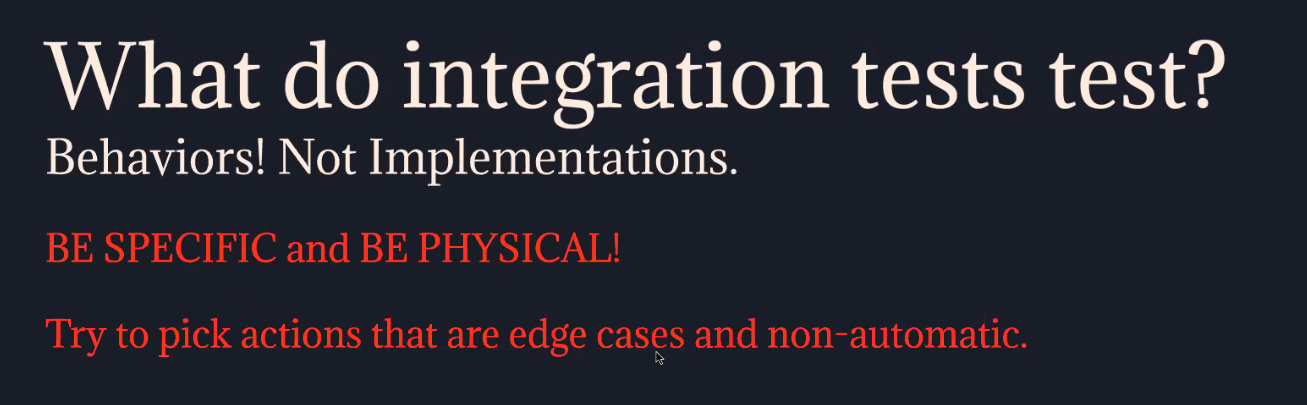 What do integration tests test?
Behaviors! Not Implementations.
BE SPECIFIC and BE PHYSICAL!
Try to pick actions that are edge cases and non-automatic.